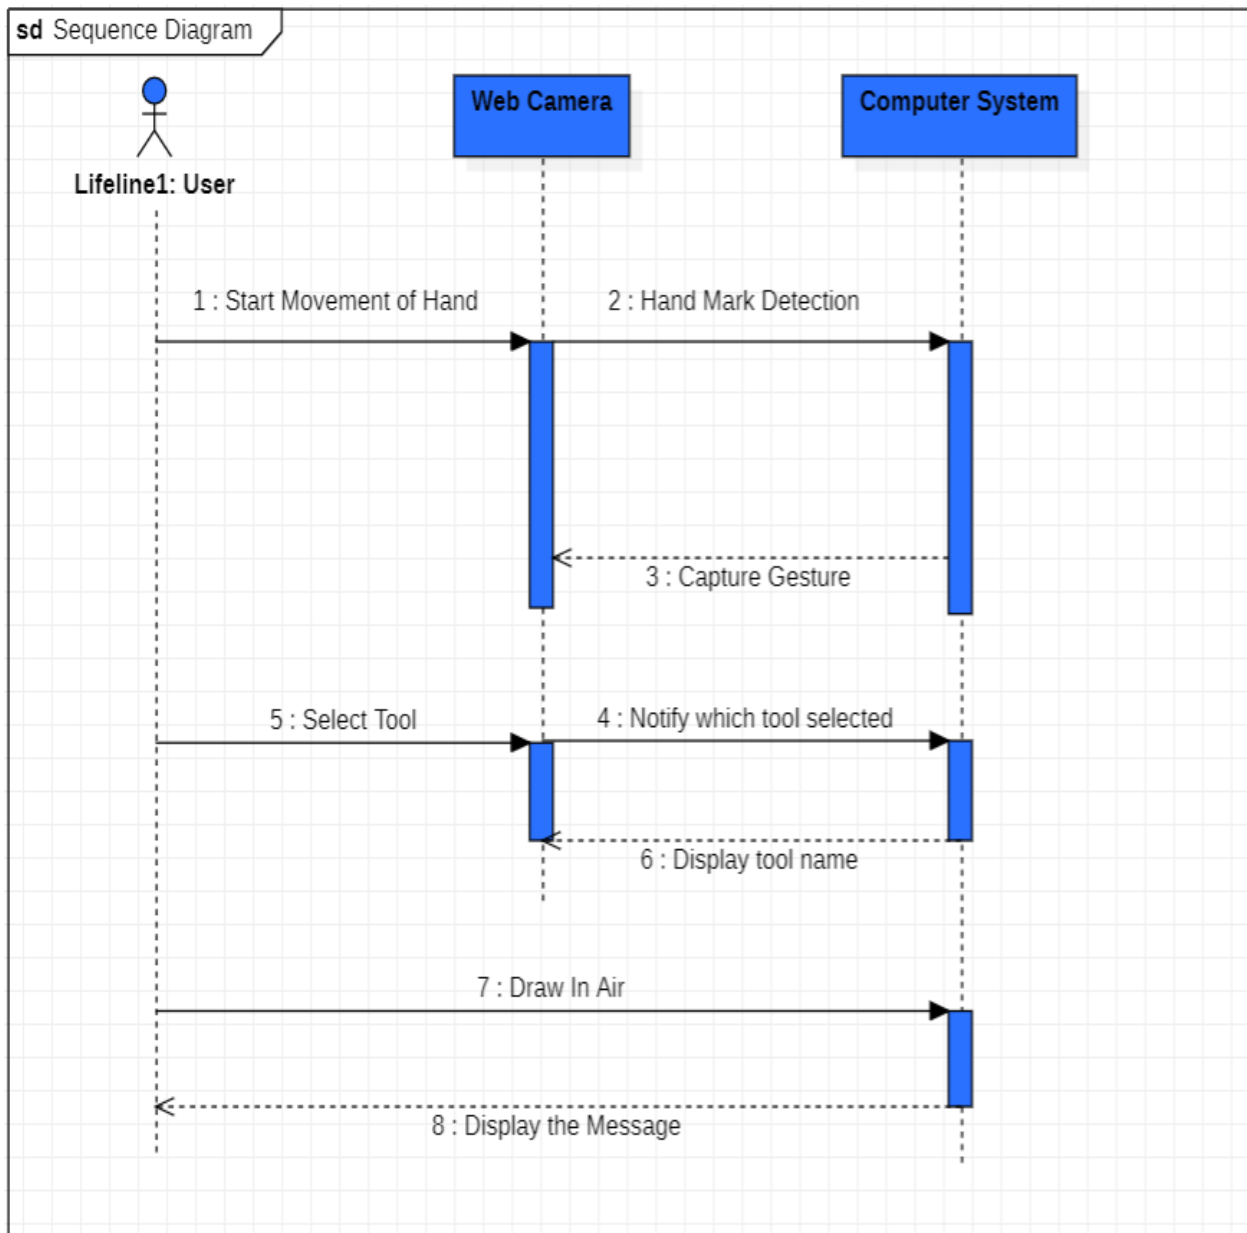 sd Sequence Diagram
Web Camera
Computer System
Lifeline1: User
1 : Start Movement of Hand
2 : Hand Mark Detection
3 : Capture Gesture
5 : Select Tool
4 : Notify which tool selected
6 : Display tool name
7 : Draw In Air
8 : Display the Message